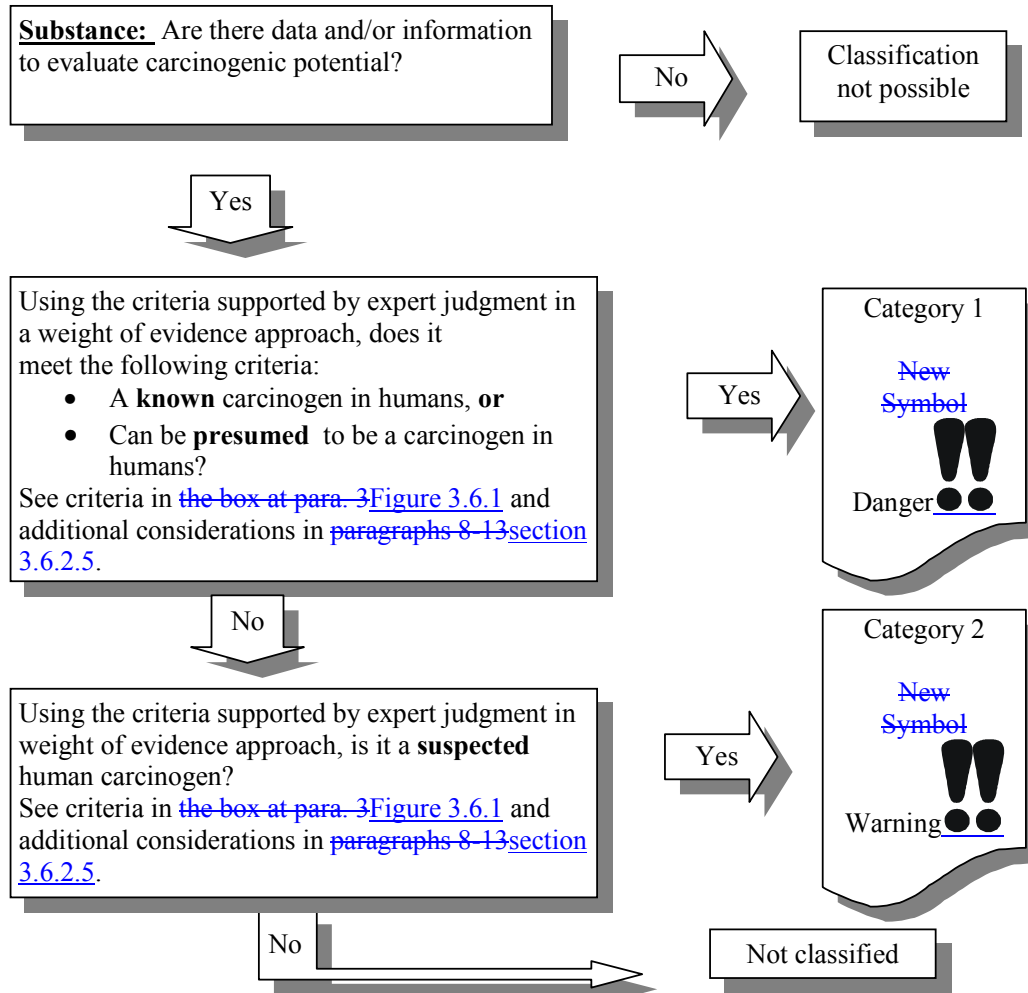 Substance: Are there data and/or information
to evaluate carcinogenic potential?
No
Classification
not possible
Yes
Using the criteria supported by expert judgment in
a weight of evidence approach, does it
meet the following criteria:
• A known carcinogen in humans, or
• Can be presumed to be a carcinogen in
humans?
See criteria in the box at para. 3Figure 3.6.1 and
additional considerations in paragraphs 8-13section
3.6.2.5.
Yes
Category 1
New
Symbol
Danger!!
No
Using the criteria supported by expert judgment in
weight of evidence approach, is it a suspected
human carcinogen?
See criteria in the box at para. 3Figure 3.6.1 and
additional considerations in paragraphs 8-13section
3.6.2.5.
Yes
Category 2
New
Symbol
Warning!!
No
Not classified